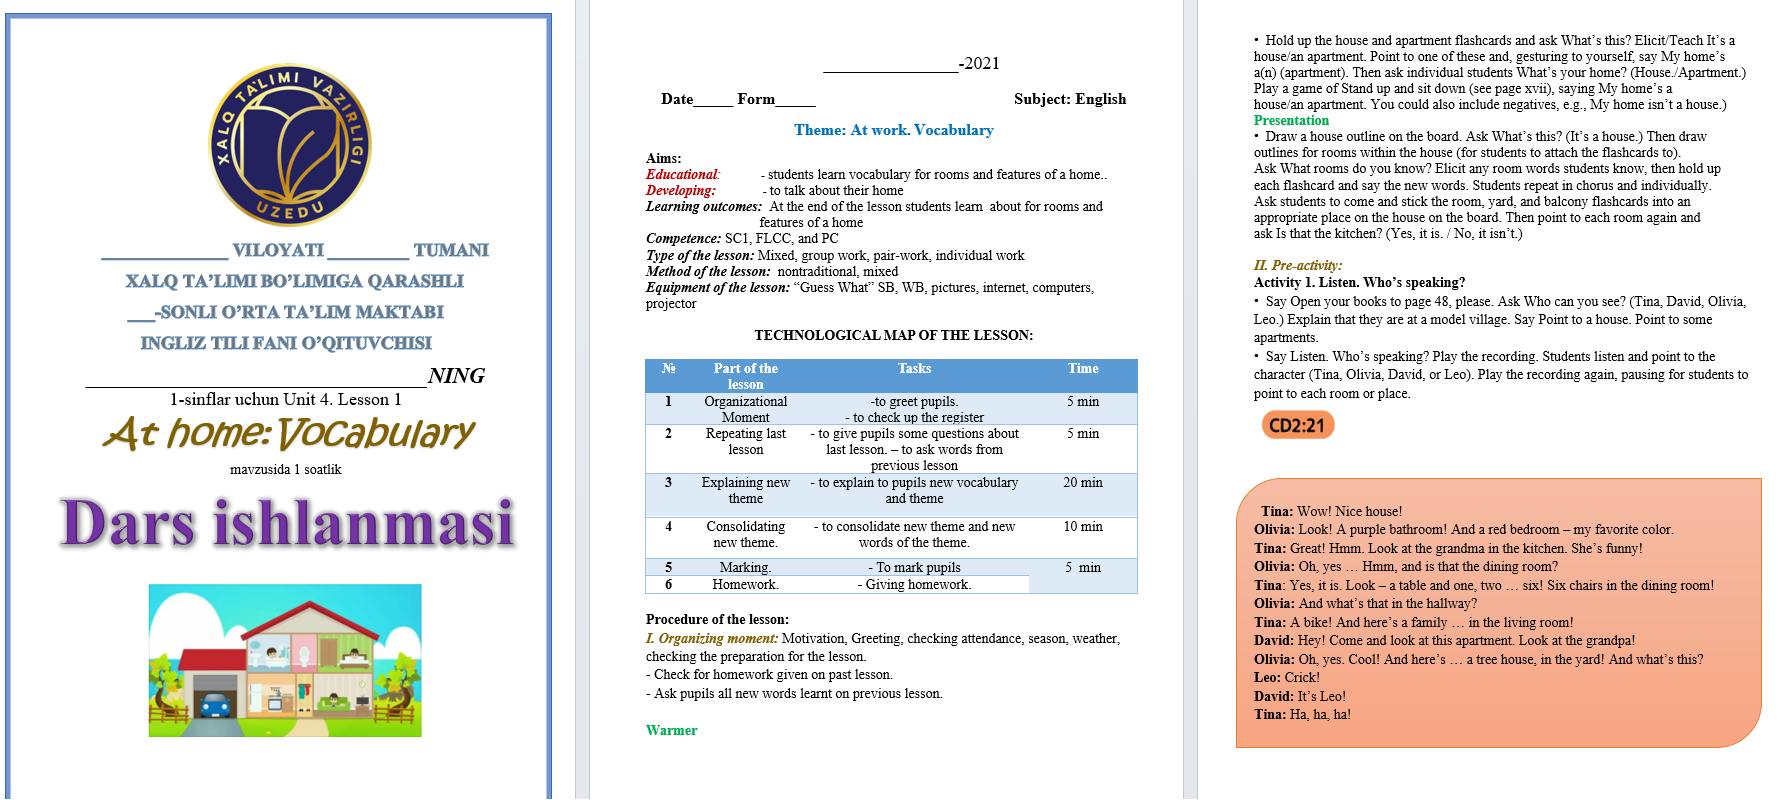 XALQ TA'LIMI VAZIRLIGI
UZEDU
______________ VILOYATI _________ TUMANI
XALQ TA’LIMI BO’LIMIGA QARASHLI
___-SONLI O’RTA TA’LIM MAKTABI
INGLIZ TILI FANI O’QITUVCHISI
_______________________________NING
1-sinflar uchun Unit 4. Lesson 1
At home: Vocabulary
mavzusida 1 soatlik
Dars ishlanmasi
________________-2021
Date_____ Form_____ Subject: English
Theme: At work. Vocabulary
Aims:
Educational: - students learn vocabulary for rooms and features of a home..
Developing: - to talk about their home
Learning outcomes: At the end of the lesson students learn about for rooms and
features of a home
Competence: SC1, FLCC, and PC
Type of the lesson: Mixed, group work, pair-work, individual work
Method of the lesson: nontraditional, mixed
Equipment of the lesson: “Guess What” SB, WB, pictures, internet, computers,
projector
TECHNOLOGICAL MAP OF THE LESSON:
№ Part of the lesson Tasks Time
1 Organizational Moment -to greet pupils. - to check up the register 5 min
2 Repeating last lesson - to give pupils some questions about last lesson. – to ask words from previous lesson 5 min
3 Explaining new theme - to explain to pupils new vocabulary and theme 20 min
4 Consolidating new theme. - to consolidate new theme and new words of the theme. 10 min
5 Marking. - To mark pupils 5 min
6 Homework. - Giving homework.
Procedure of the lesson:
I. Organizing moment: Motivation, Greeting, checking attendance, season, weather,
checking the preparation for the lesson.
- Check for homework given on past lesson.
- Ask pupils all new words learnt on previous lesson.
Warmer
• Hold up the house and apartment flashcards and ask What’s this? Elicit/Teach It’s a
house/an apartment. Point to one of these and, gesturing to yourself, say My home’s
a(n) (apartment). Then ask individual students What’s your home? (House./Apartment.)
Play a game of Stand up and sit down (see page xvii), saying My home’s a
house/an apartment. You could also include negatives, e.g., My home isn’t a house.)
Presentation
• Draw a house outline on the board. Ask What’s this? (It’s a house.) Then draw
outlines for rooms within the house (for students to attach the flashcards to).
Ask What rooms do you know? Elicit any room words students know, then hold up
each flashcard and say the new words. Students repeat in chorus and individually.
Ask students to come and stick the room, yard, and balcony flashcards into an
appropriate place on the house on the board. Then point to each room again and
ask Is that the kitchen? (Yes, it is. / No, it isn’t.)
II. Pre-activity:
Activity 1. Listen. Who’s speaking?
• Say Open your books to page 48, please. Ask Who can you see? (Tina, David, Olivia,
Leo.) Explain that they are at a model village. Say Point to a house. Point to some
apartments.
• Say Listen. Who’s speaking? Play the recording. Students listen and point to the
character (Tina, Olivia, David, or Leo). Play the recording again, pausing for students to
point to each room or place.
CD2:21
Tina: Wow! Nice house!
Olivia: Look! A purple bathroom! And a red bedroom – my favorite color.
Tina: Great! Hmm. Look at the grandma in the kitchen. She’s funny!
Olivia: Oh, yes … Hmm, and is that the dining room?
Tina: Yes, it is. Look – a table and one, two … six! Six chairs in the dining room!
Olivia: And what’s that in the hallway?
Tina: A bike! And here’s a family … in the living room!
David: Hey! Come and look at this apartment. Look at the grandpa!
Olivia: Oh, yes. Cool! And here’s … a tree house, in the yard! And what’s this?
Leo: Crick!
David: It’s Leo!
Tina: Ha, ha, ha!